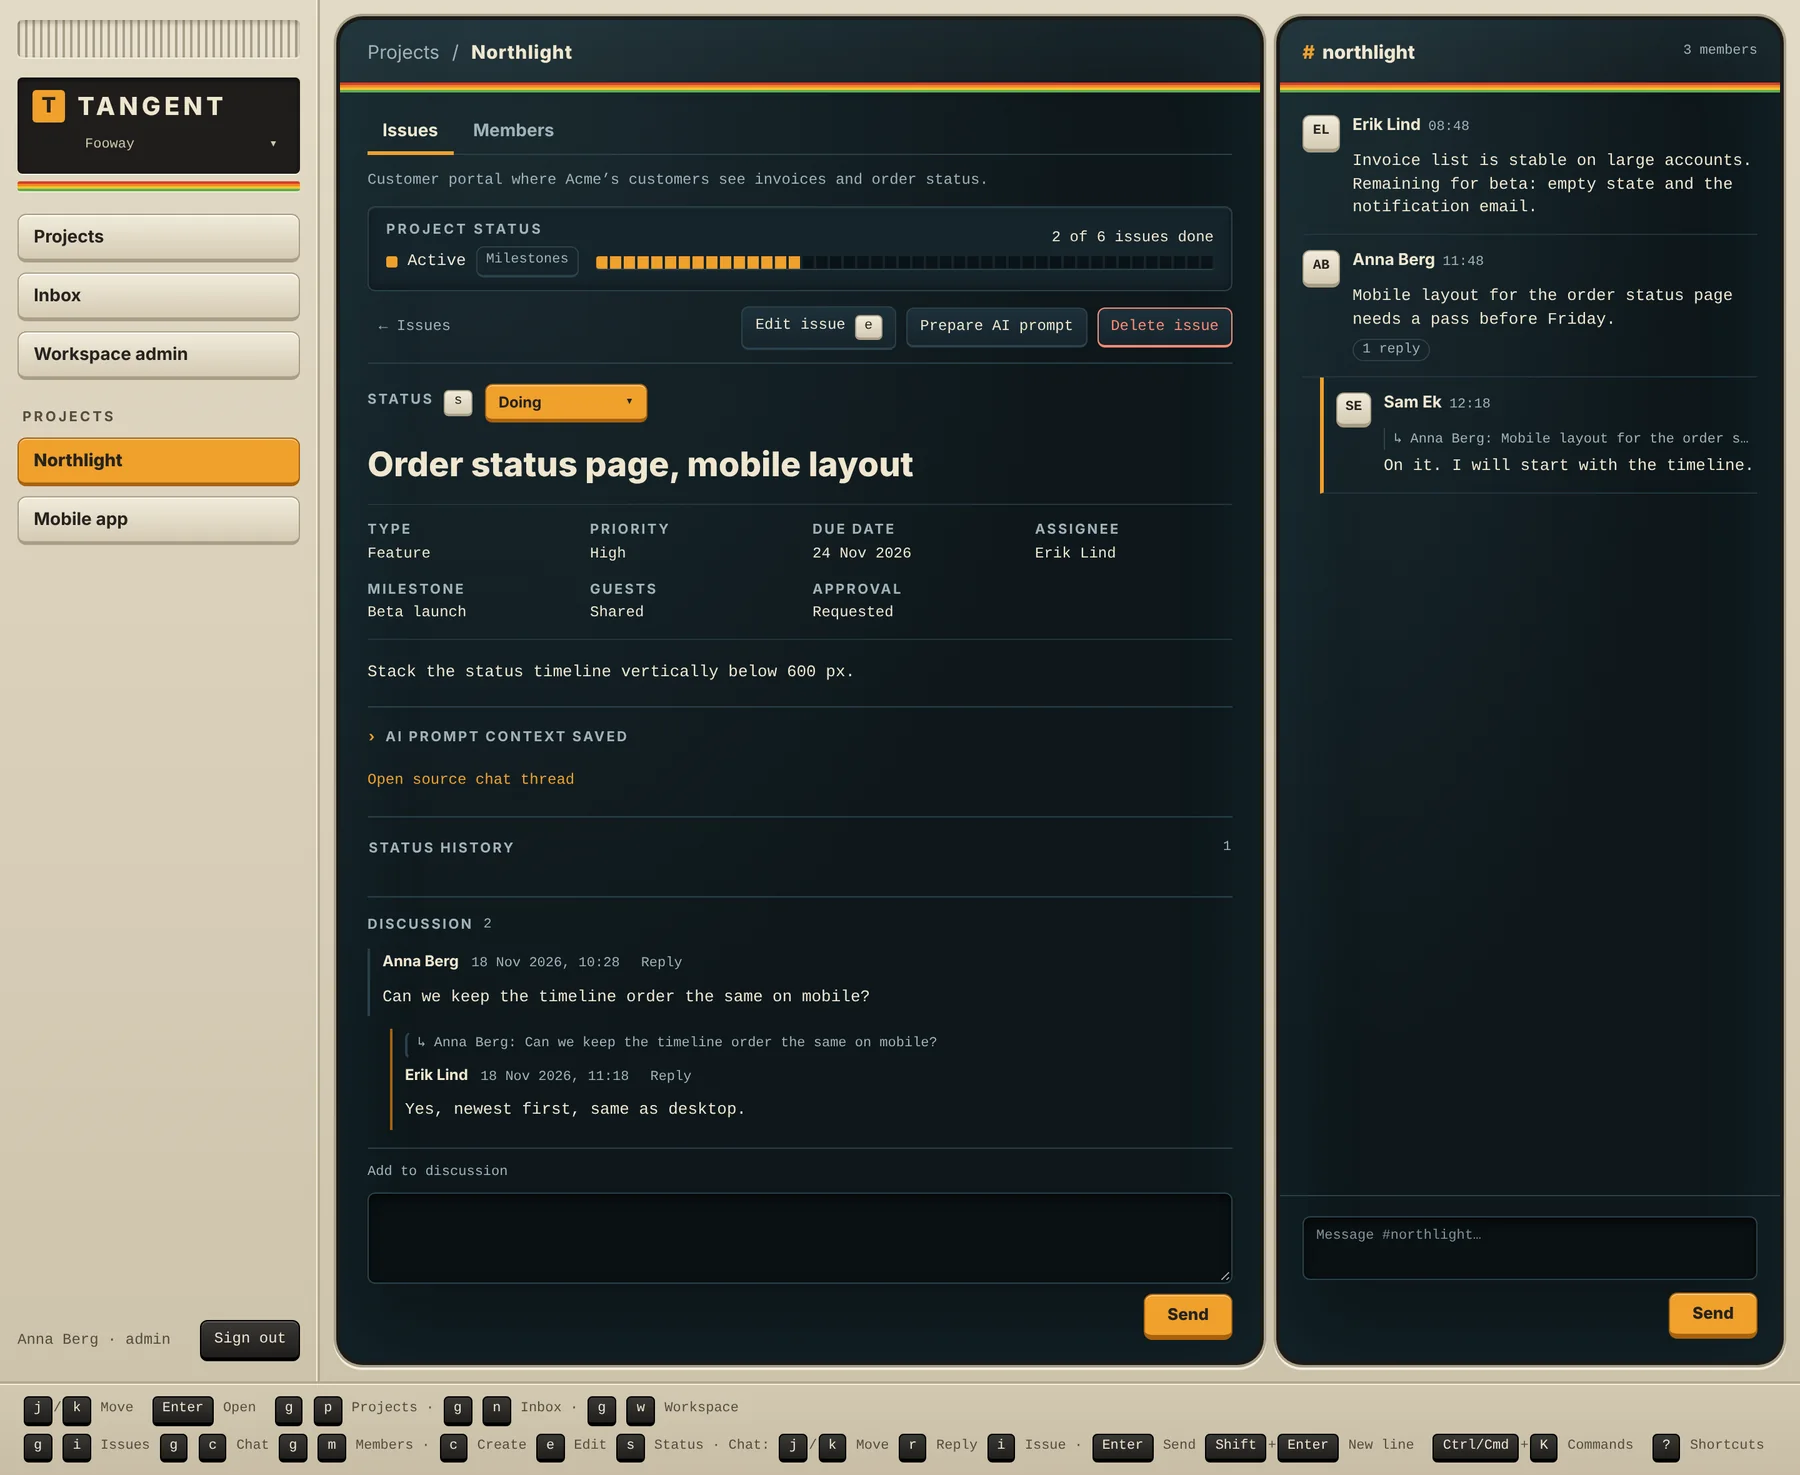 T TANGENT
Fooway ▾
Projects
Inbox
Workspace admin
PROJECTS
Northlight
Mobile app
Anna Berg · admin
Sign out
Projects / Northlight
Issues Members
Customer portal where Acme’s customers see invoices and order status.
PROJECT STATUS
2 of 6 issues done
Active Milestones
← Issues
Edit issue e
Prepare AI prompt
Delete issue
STATUS s Doing ▾
Order status page, mobile layout
TYPE PRIORITY DUE DATE ASSIGNEE
Feature High 24 Nov 2026 Erik Lind
MILESTONE GUESTS APPROVAL
Beta launch Shared Requested
Stack the status timeline vertically below 600 px.
› AI PROMPT CONTEXT SAVED
Open source chat thread
STATUS HISTORY 1
DISCUSSION 2
Anna Berg 18 Nov 2026, 10:28 Reply
Can we keep the timeline order the same on mobile?
↳ Anna Berg: Can we keep the timeline order the same on mobile?
Erik Lind 18 Nov 2026, 11:18 Reply
Yes, newest first, same as desktop.
Add to discussion
Send
# northlight 3 members
EL Erik Lind 08:48
Invoice list is stable on large accounts.
Remaining for beta: empty state and the
notification email.
AB Anna Berg 11:48
Mobile layout for the order status page
needs a pass before Friday.
1 reply
SE Sam Ek 12:18
↳ Anna Berg: Mobile layout for the order s…
On it. I will start with the timeline.
Message #northlight…
Send
j/k Move Enter Open g p Projects · g n Inbox · g w Workspace
g i Issues g c Chat g m Members · c Create e Edit s Status · Chat: j/k Move r Reply i Issue · Enter Send Shift+Enter New line Ctrl/Cmd+K Commands ? Shortcuts